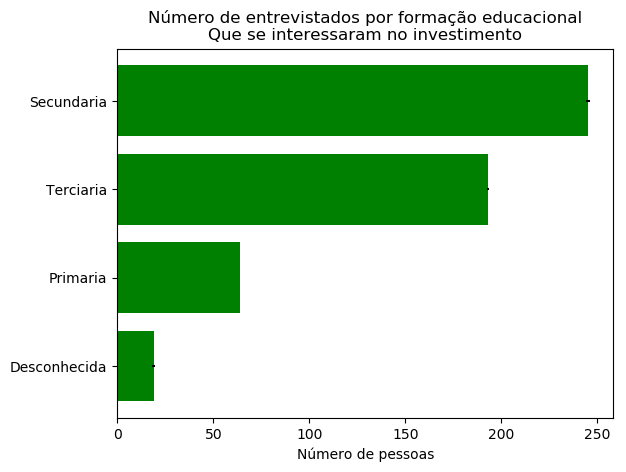 Número de entrevistados por formação educacional
Que se interessaram no investimento
Secundaria
Terciaria
Primaria
Desconhecida
0 50 100 150 200 250
Número de pessoas